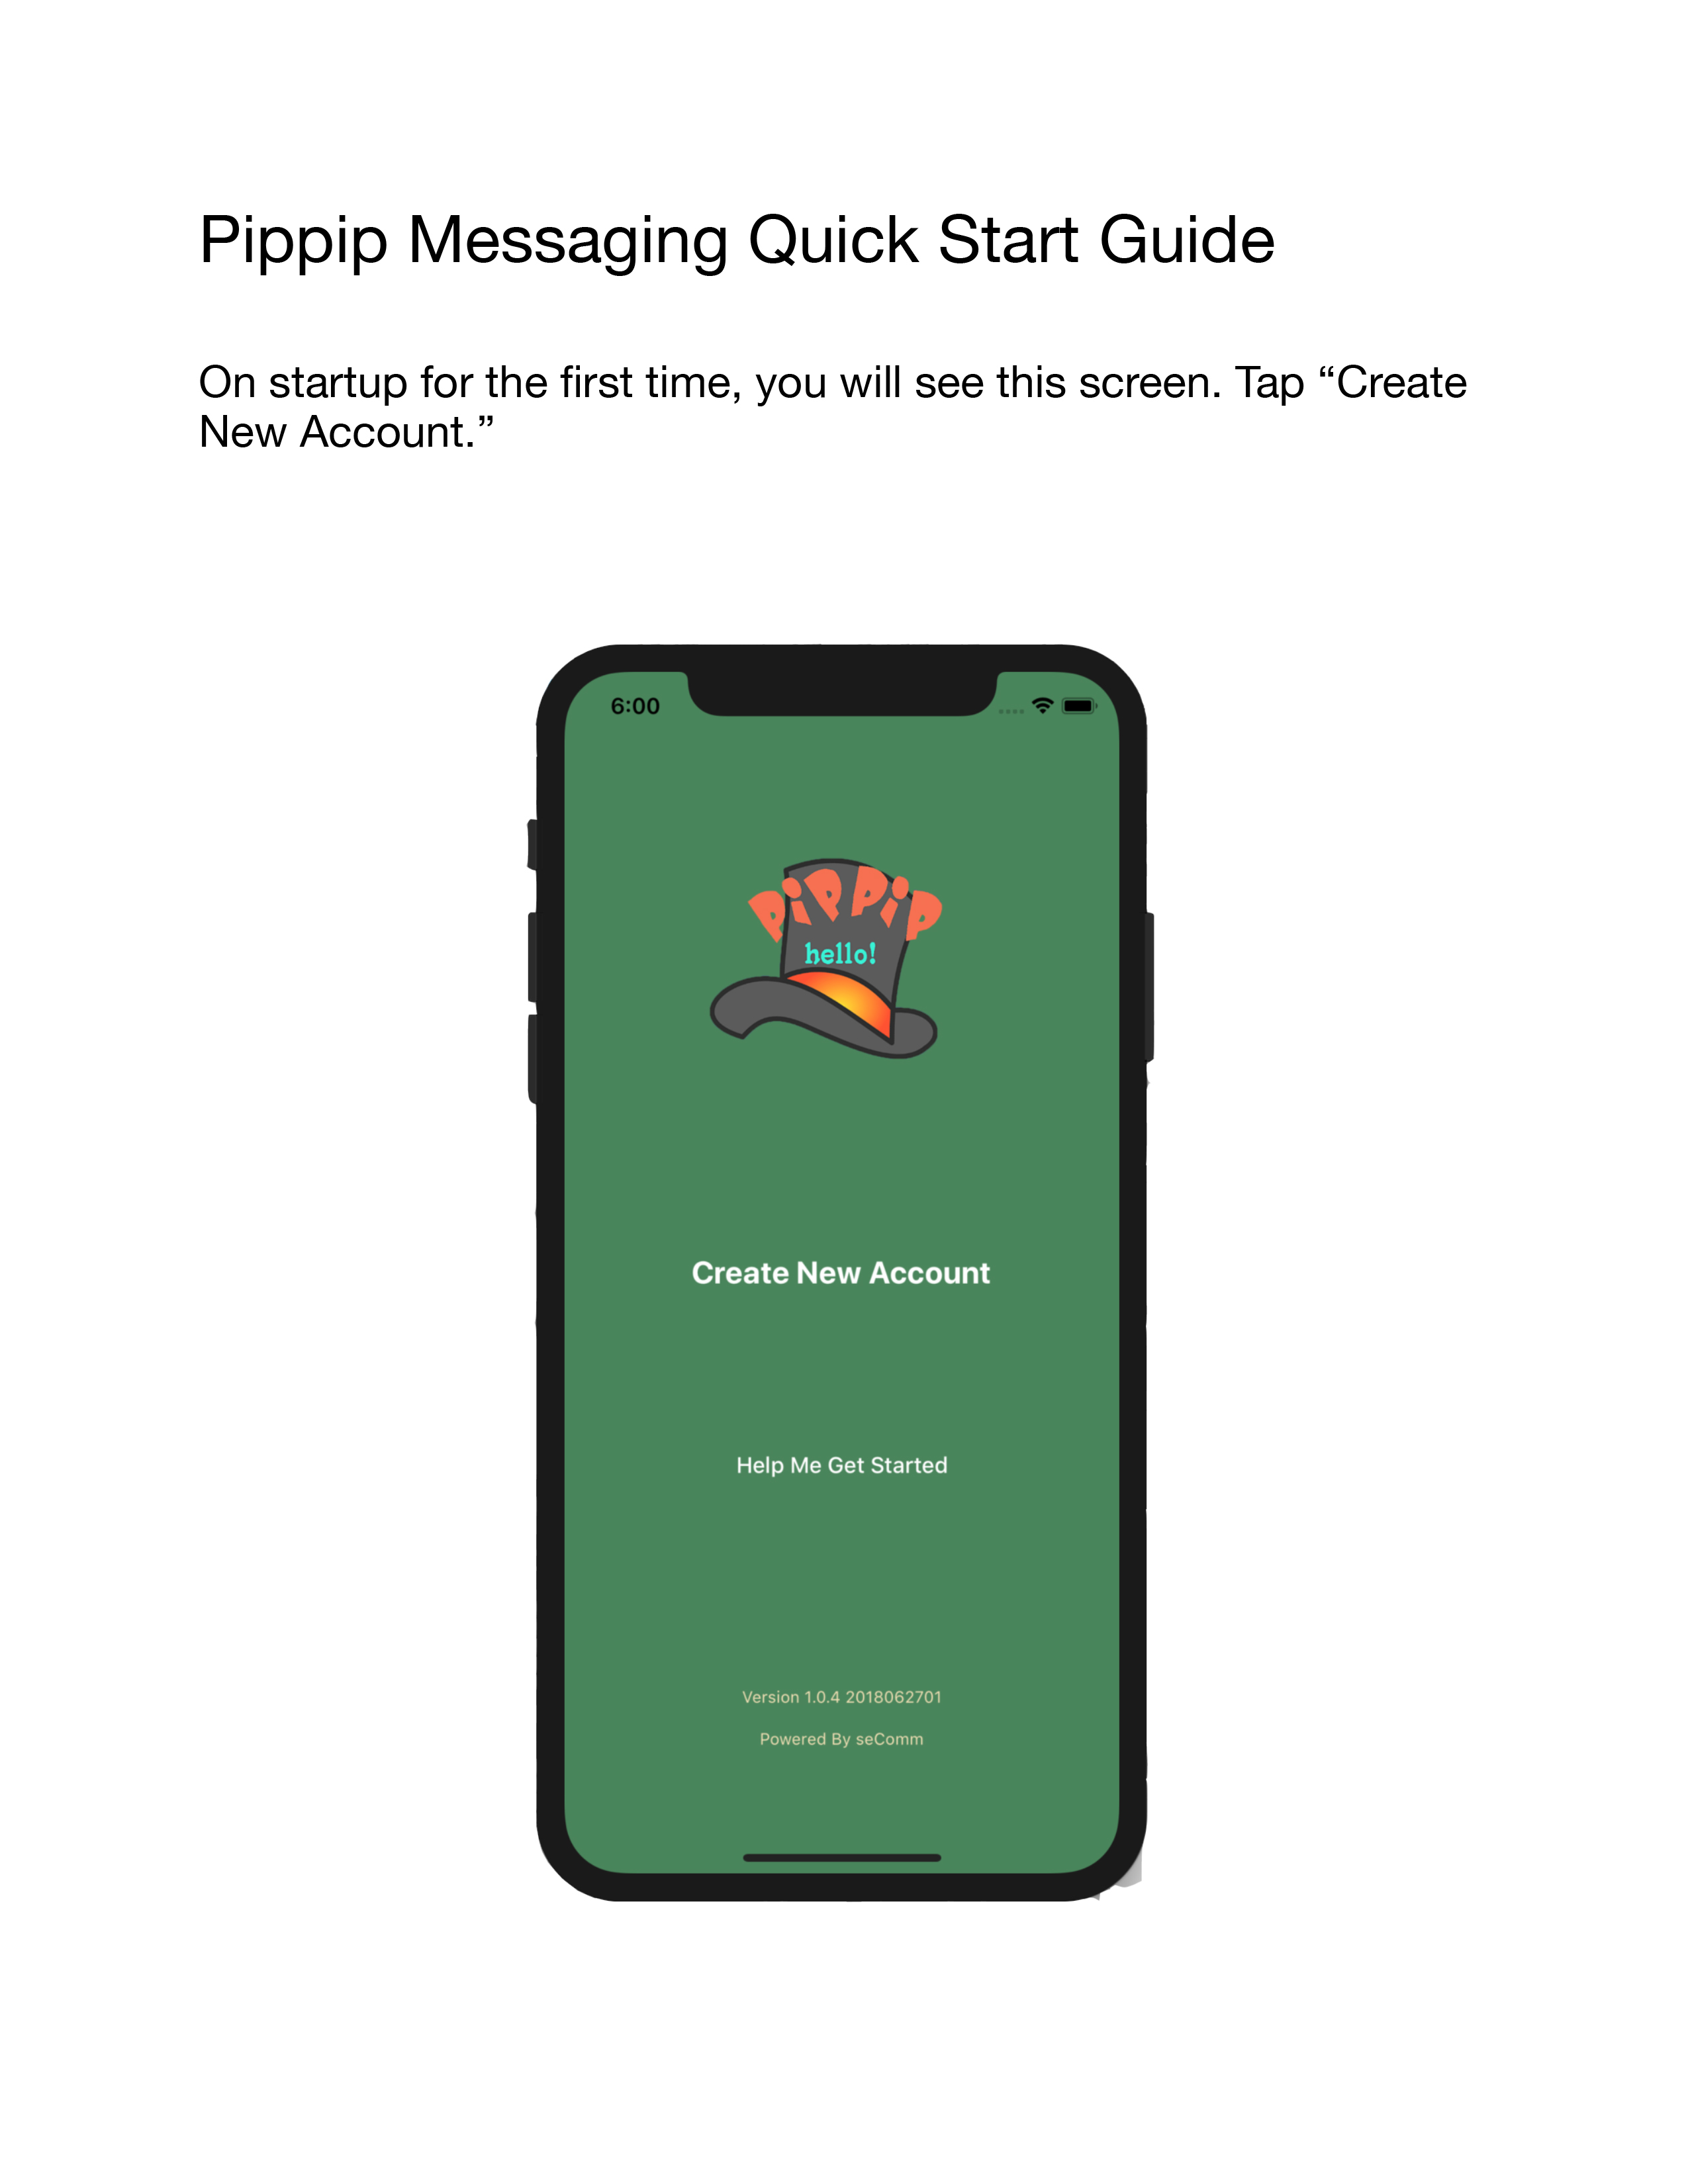 Pippip Messaging Quick Start Guide
On startup for the first time, you will see this screen. Tap “Create
New Account.”
6:00
PiPPiP
hello!
Create New Account
Help Me Get Started
Version 1.0.4 2018062701
Powered By seComm